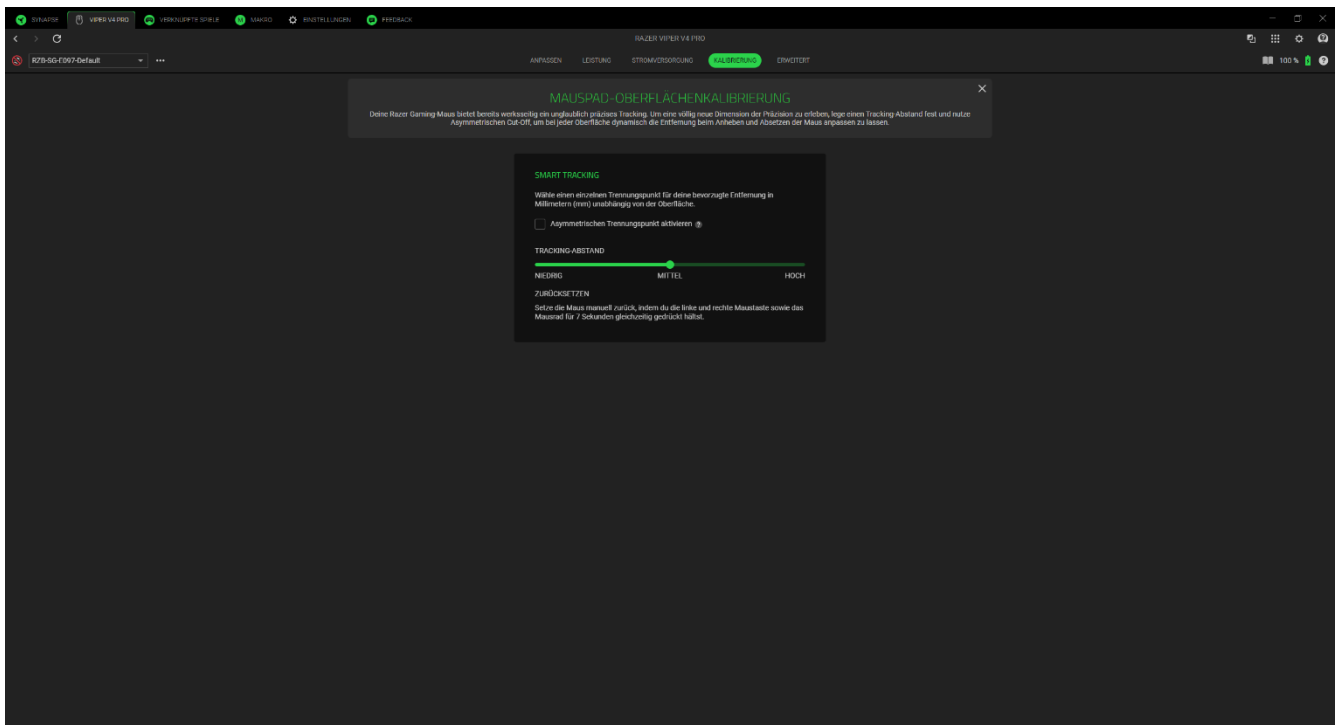 SYNAPSE VIPER V4 PRO VERKNÜPFTE SPIELE MAKRO EINSTELLUNGEN FEEDBACK
RAZER VIPER V4 PRO
RZB-SG-E097-Default ANPASSEN LEISTUNG STROMVERSORGUNG KALIBRIERUNG ERWEITERT 100 %
MAUSPAD-OBERFLÄCHENKALIBRIERUNG
Deine Razer Gaming-Maus bietet bereits werksseitig ein unglaublich präzises Tracking. Um eine völlig neue Dimension der Präzision zu erleben, lege einen Tracking-Abstand fest und nutze
Asymmetrischen Cut-Off, um bei jeder Oberfläche dynamisch die Entfernung beim Anheben und Absetzen der Maus anpassen zu lassen.
SMART TRACKING
Wähle einen einzelnen Trennungspunkt für deine bevorzugte Entfernung in
Millimetern (mm) unabhängig von der Oberfläche.
Asymmetrischen Trennungspunkt aktivieren ?
TRACKING-ABSTAND
NIEDRIG MITTEL HOCH
ZURÜCKSETZEN
Setze die Maus manuell zurück, indem du die linke und rechte Maustaste sowie das
Mausrad für 7 Sekunden gleichzeitig gedrückt hältst.